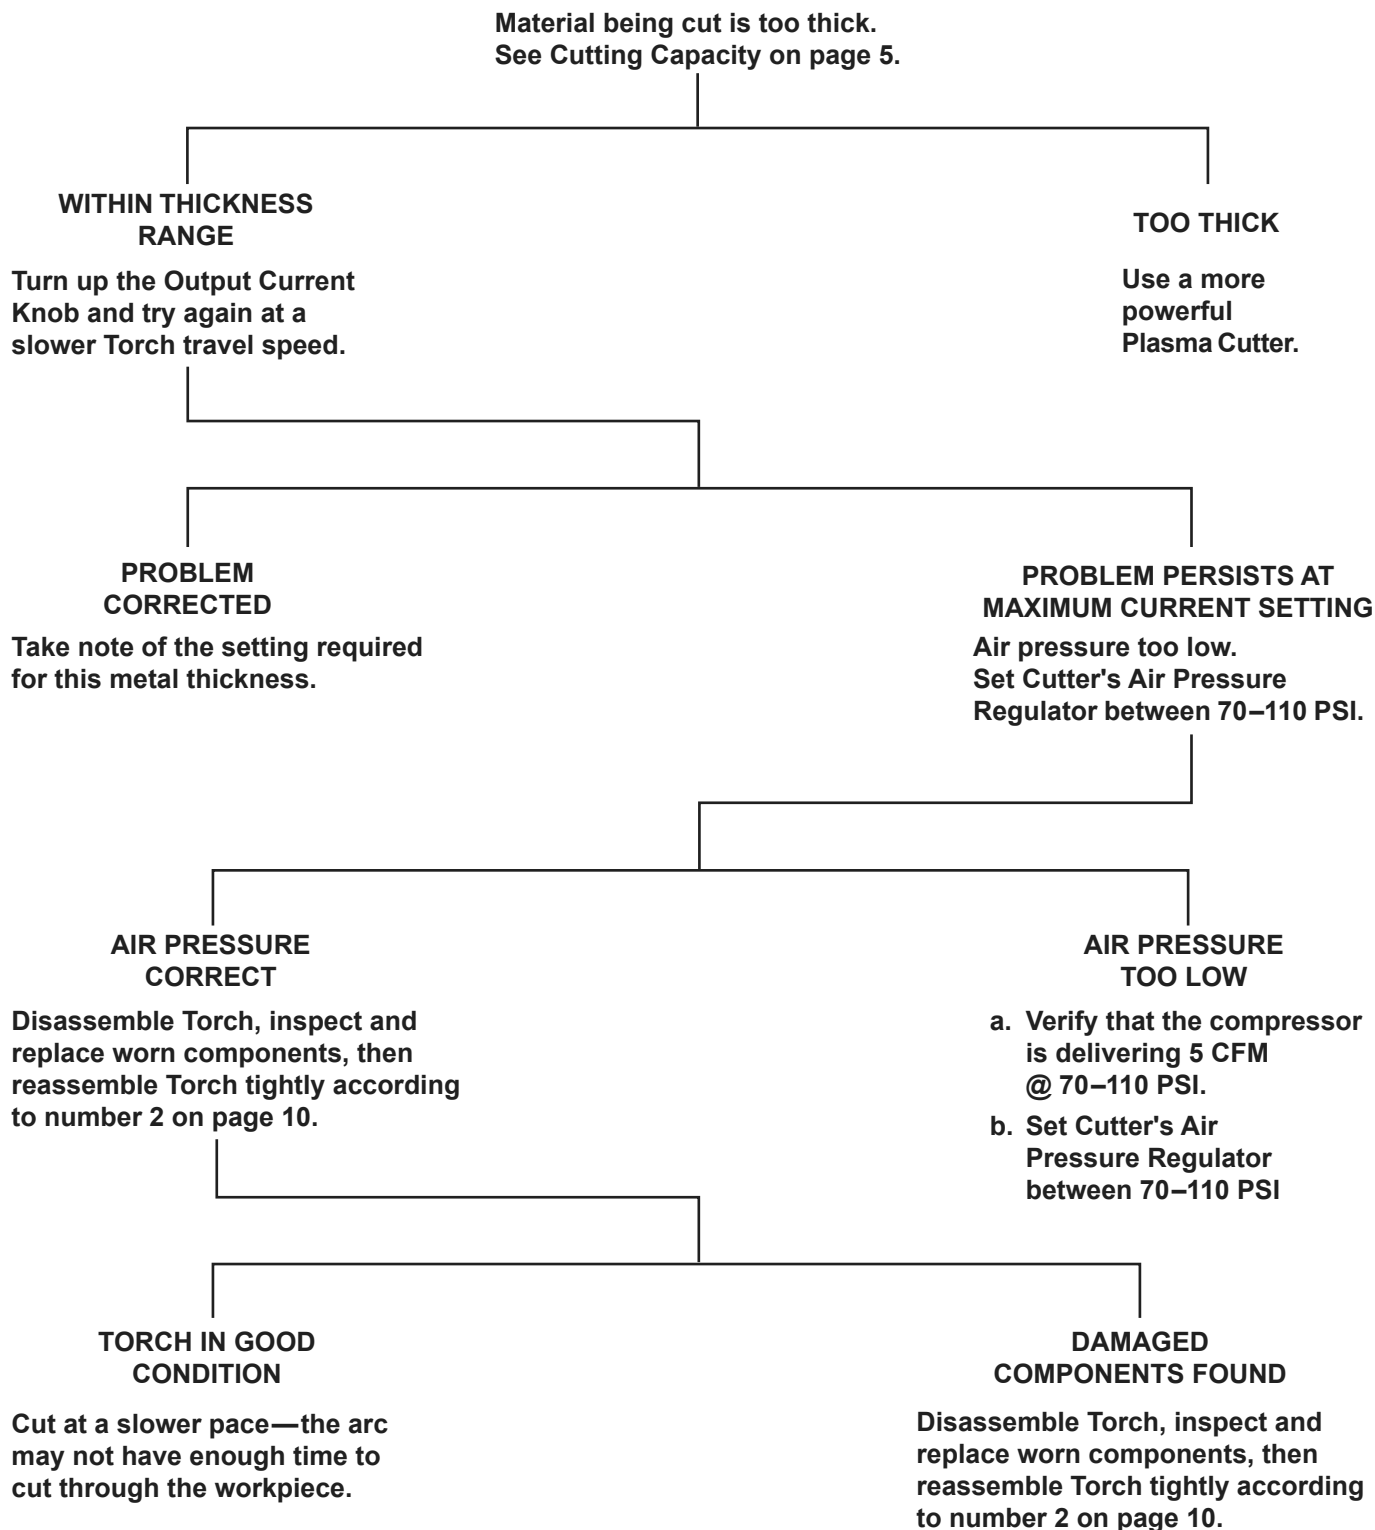 Material being cut is too thick.
See Cutting Capacity on page 5.
WITHIN THICKNESS
RANGE
Turn up the Output Current
Knob and try again at a
slower Torch travel speed.
TOO THICK
Use a more
powerful
Plasma Cutter.
PROBLEM
CORRECTED
Take note of the setting required
for this metal thickness.
PROBLEM PERSISTS AT
MAXIMUM CURRENT SETTING
Air pressure too low.
Set Cutter's Air Pressure
Regulator between 70–110 PSI.
AIR PRESSURE
CORRECT
Disassemble Torch, inspect and
replace worn components, then
reassemble Torch tightly according
to number 2 on page 10.
AIR PRESSURE
TOO LOW
a. Verify that the compressor
is delivering 5 CFM
@ 70–110 PSI.
b. Set Cutter's Air
Pressure Regulator
between 70–110 PSI
TORCH IN GOOD
CONDITION
Cut at a slower pace—the arc
may not have enough time to
cut through the workpiece.
DAMAGED
COMPONENTS FOUND
Disassemble Torch, inspect and
replace worn components, then
reassemble Torch tightly according
to number 2 on page 10.